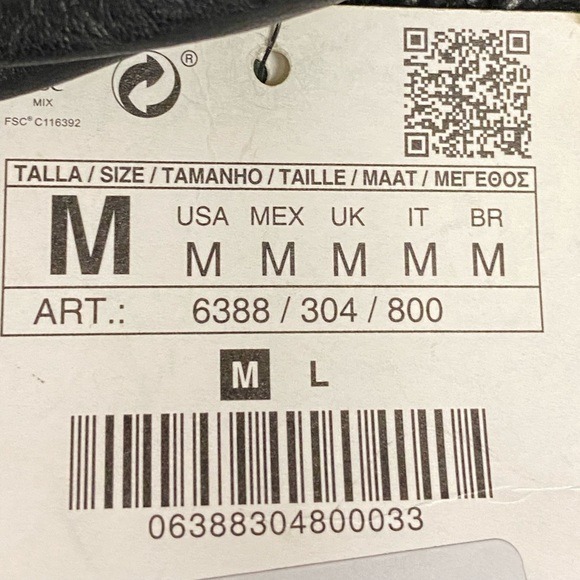 MIX
FSC® C116392
®
TALLA / SIZE / TAMANHO / TAILLE / MAAT / ΜΕΓΕΘΟΣ
M
USA MEX UK IT BR
M M M M M
ART.: 6388 / 304 / 800
M L
06388304800033